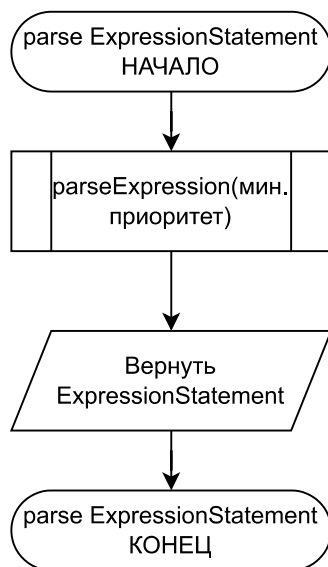 parse ExpressionStatement
НАЧАЛО
parseExpression(мин.
приоритет)
Вернуть
ExpressionStatement
parse ExpressionStatement
КОНЕЦ